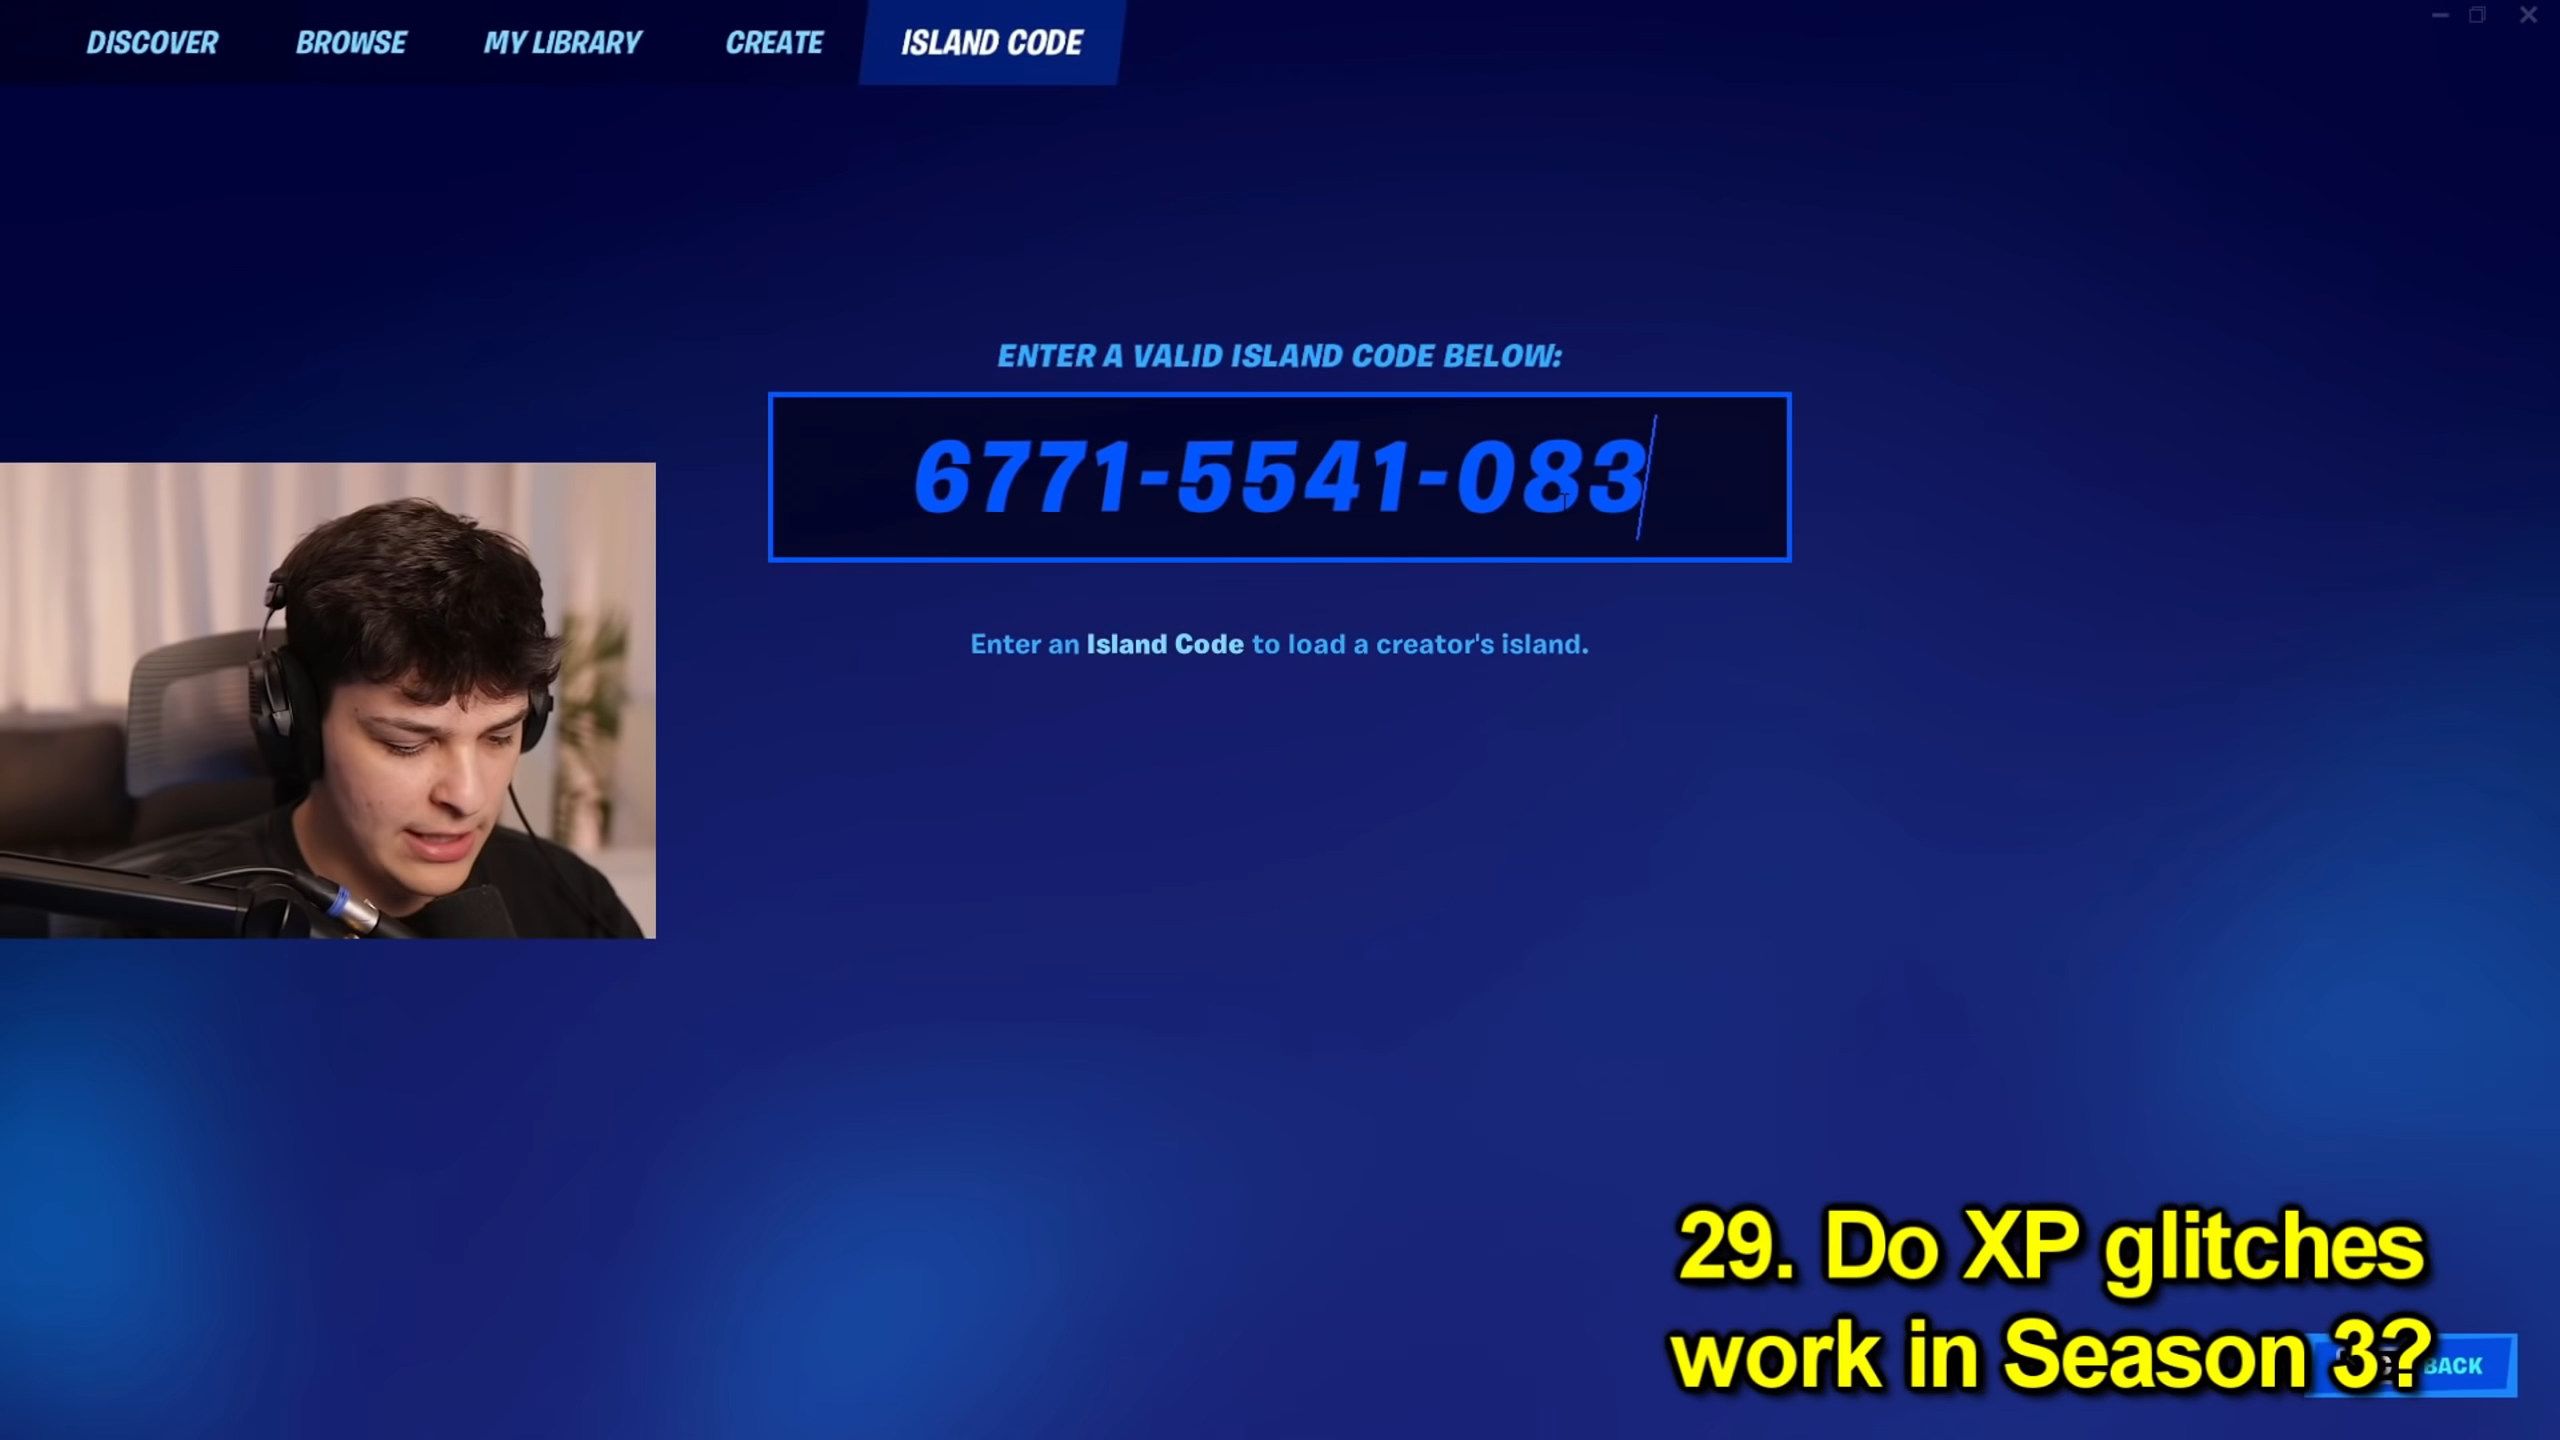 DISCOVER BROWSE MY LIBRARY CREATE ISLAND CODE
ENTER A VALID ISLAND CODE BELOW:
6771-5541-083
Enter an Island Code to load a creator's island.
29. Do XP glitches
work in Season 3?
BACK